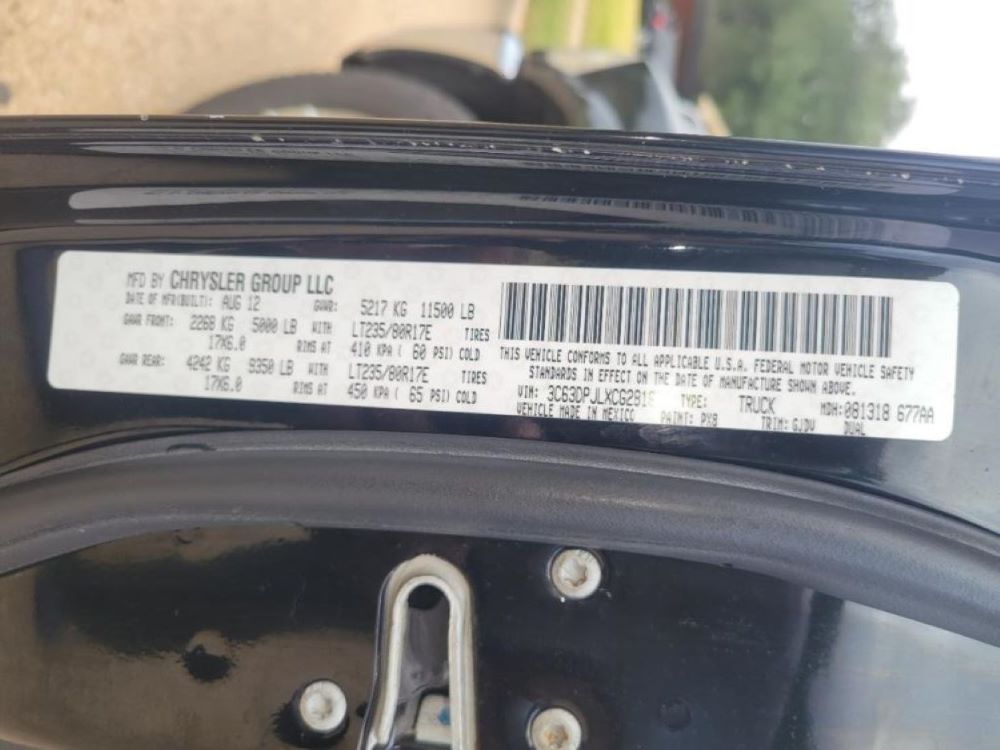 MFD BY CHRYSLER GROUP LLC
DATE OF MFR(BUILT): AUG 12 GVWR: 5217 KG 11500 LB
GAWR FRONT: 2268 KG 5000 LB WITH LT235/80R17E TIRES
17X6.0 RIMS AT 410 KPA ( 60 PSI) COLD
GAWR REAR: 4242 KG 9350 LB WITH LT235/80R17E TIRES
17X6.0 RIMS AT 450 KPA ( 65 PSI) COLD
THIS VEHICLE CONFORMS TO ALL APPLICABLE U.S.A. FEDERAL MOTOR VEHICLE SAFETY
STANDARDS IN EFFECT ON THE DATE OF MANUFACTURE SHOWN ABOVE.
VIN: 3C63DPJLXCG281 TYPE: TRUCK MDH:081318 677AA
VEHICLE MADE IN MEXICO PAINT: PX8 TRIM: GJDV DUAL